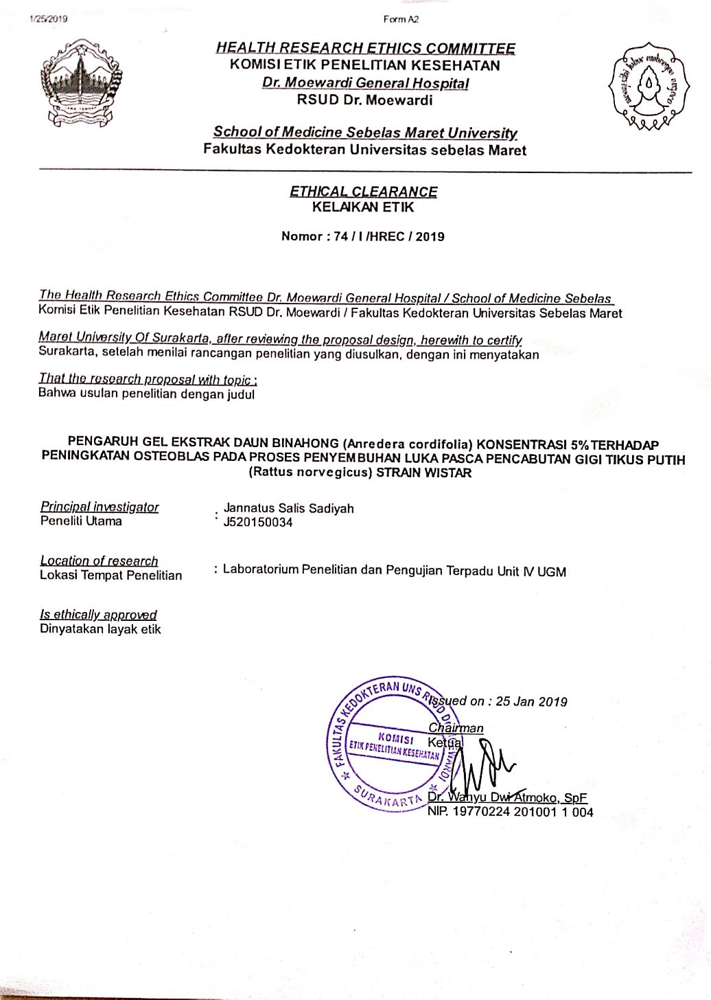 1/25/2019
Form A2
HEALTH RESEARCH ETHICS COMMITTEE
KOMISI ETIK PENELITIAN KESEHATAN
Dr. Moewardi General Hospital
RSUD Dr. Moewardi
School of Medicine Sebelas Maret University
Fakultas Kedokteran Universitas sebelas Maret
ETHICAL CLEARANCE
KELAIKAN ETIK
Nomor : 74 / I /HREC / 2019
The Health Research Ethics Committee Dr. Moewardi General Hospital / School of Medicine Sebelas
Komisi Etik Penelitian Kesehatan RSUD Dr. Moewardi / Fakultas Kedokteran Universitas Sebelas Maret
Maret University Of Surakarta, after reviewing the proposal design, herewith to certify
Surakarta, setelah menilai rancangan penelitian yang diusulkan, dengan ini menyatakan
That the research proposal with topic :
Bahwa usulan penelitian dengan judul
PENGARUH GEL EKSTRAK DAUN BINAHONG (Anredera cordifolia) KONSENTRASI 5% TERHADAP
PENINGKATAN OSTEOBLAS PADA PROSES PENYEMBUHAN LUKA PASCA PENCABUTAN GIGI TIKUS PUTIH
(Rattus norvegicus) STRAIN WISTAR
Principal investigator
Peneliti Utama
: Jannatus Salis Sadiyah
J520150034
Location of research
Lokasi Tempat Penelitian
: Laboratorium Penelitian dan Pengujian Terpadu Unit IV UGM
Is ethically approved
Dinyatakan layak etik
Issued on : 25 Jan 2019
Chairman
Ketua
Dr. Wahyu Dwi Atmoko, SpF
NIP. 19770224 201001 1 004
FAKULTAS KEDOKTERAN UNS RSUD Dr. MOEWARDI
KOMISI
ETIK PENELITIAN KESEHATAN
SURAKARTA